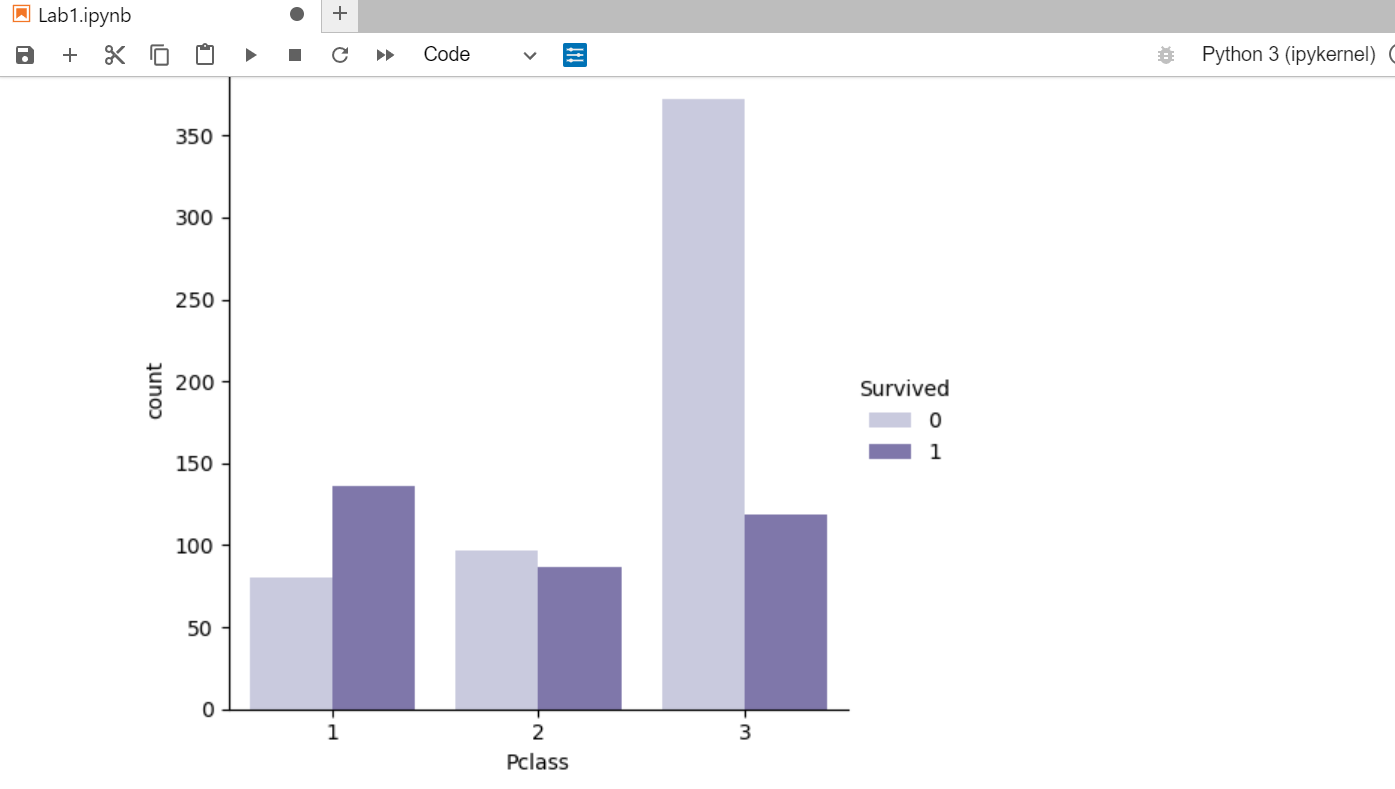 Lab1.ipynb
Code
Python 3 (ipykernel)
350
300
250
200
150
100
50
0
count
1
2
3
Pclass
Survived
0
1